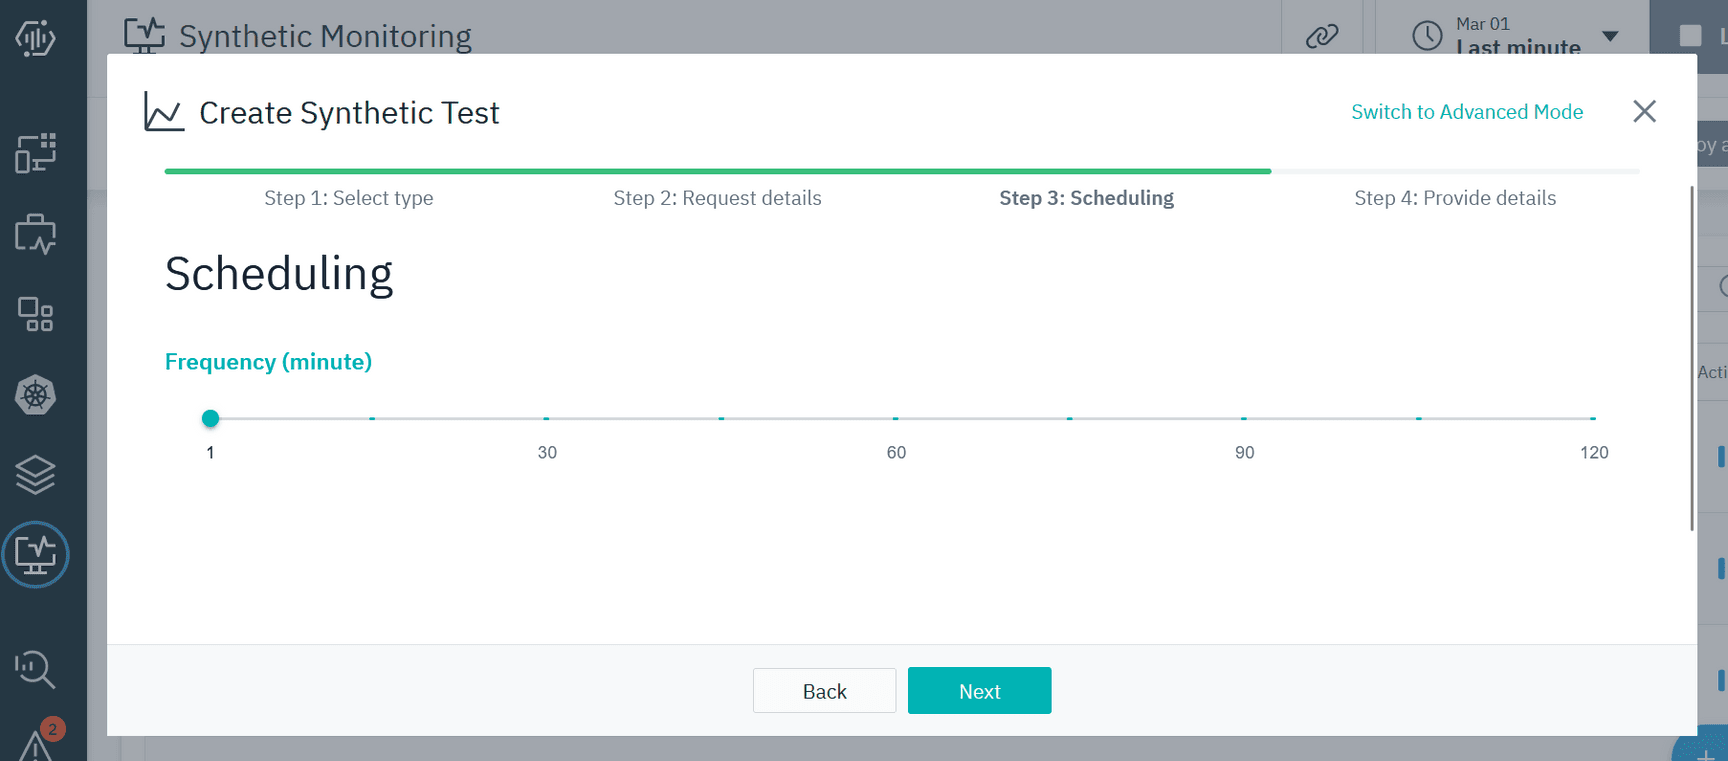 Synthetic Monitoring
Mar 01
Last minute
Create Synthetic Test
Switch to Advanced Mode
Step 1: Select type
Step 2: Request details
Step 3: Scheduling
Step 4: Provide details
Scheduling
Frequency (minute)
1 30 60 90 120
Back
Next
2